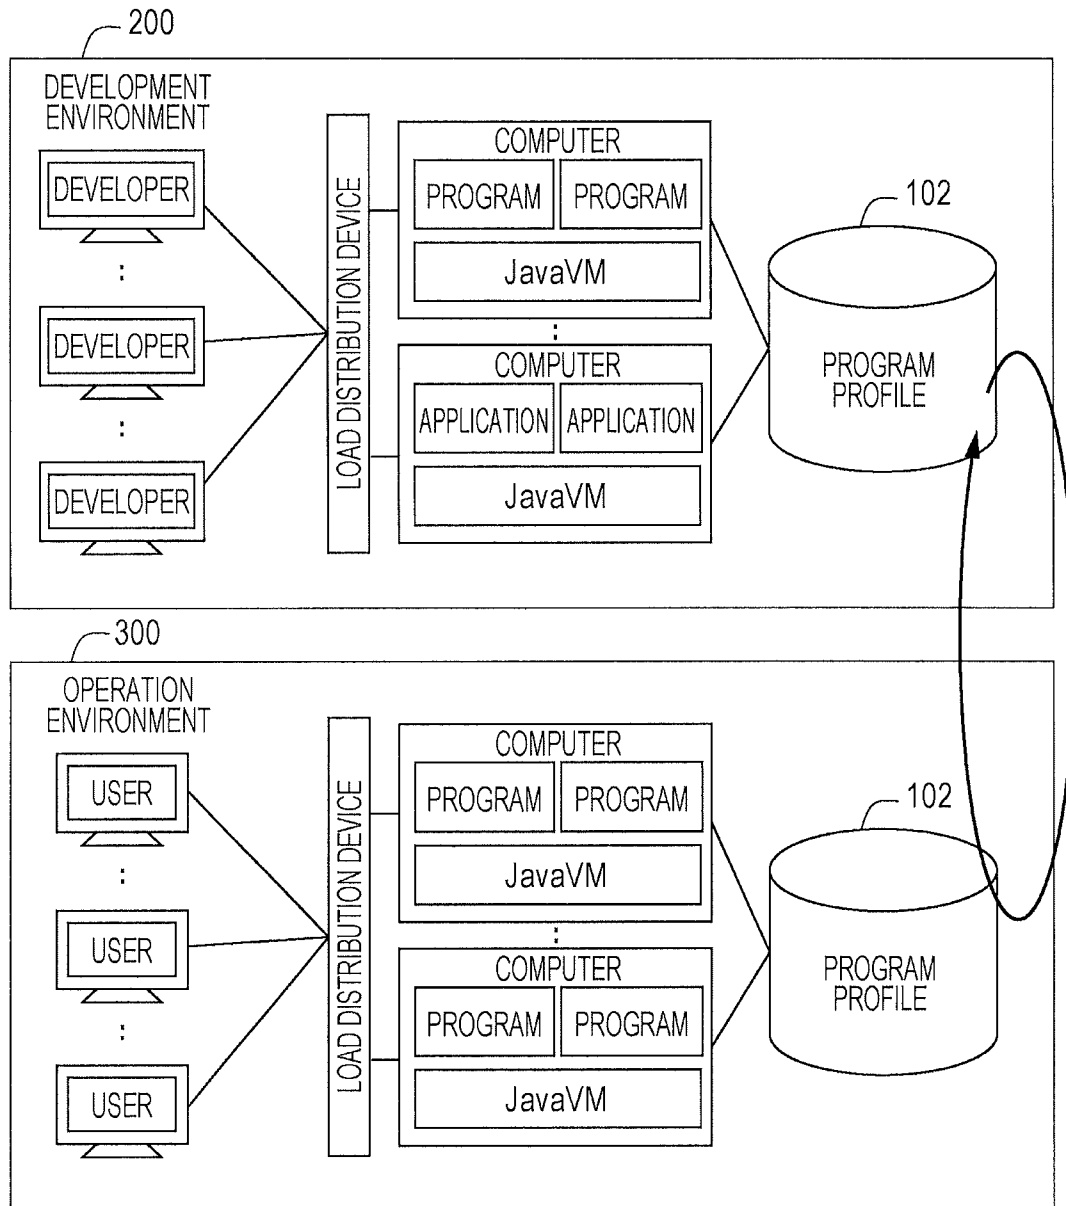 200
DEVELOPMENT
ENVIRONMENT
DEVELOPER
DEVELOPER
DEVELOPER
LOAD DISTRIBUTION DEVICE
COMPUTER
PROGRAM PROGRAM
JavaVM
COMPUTER
APPLICATION APPLICATION
JavaVM
102
PROGRAM
PROFILE
300
OPERATION
ENVIRONMENT
USER
USER
USER
LOAD DISTRIBUTION DEVICE
COMPUTER
PROGRAM PROGRAM
JavaVM
COMPUTER
PROGRAM PROGRAM
JavaVM
102
PROGRAM
PROFILE